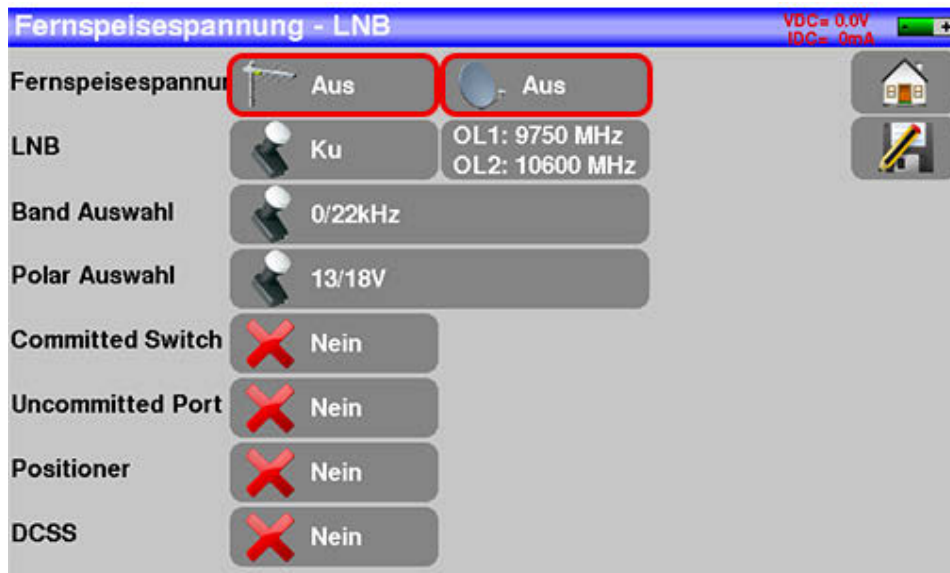 Fernspeisespannung - LNB
VDC= 0.0V
IDC= 0mA
Fernspeisespannun
Aus
Aus
LNB
Ku
OL1: 9750 MHz
OL2: 10600 MHz
Band Auswahl
0/22kHz
Polar Auswahl
13/18V
Committed Switch
Nein
Uncommitted Port
Nein
Positioner
Nein
DCSS
Nein